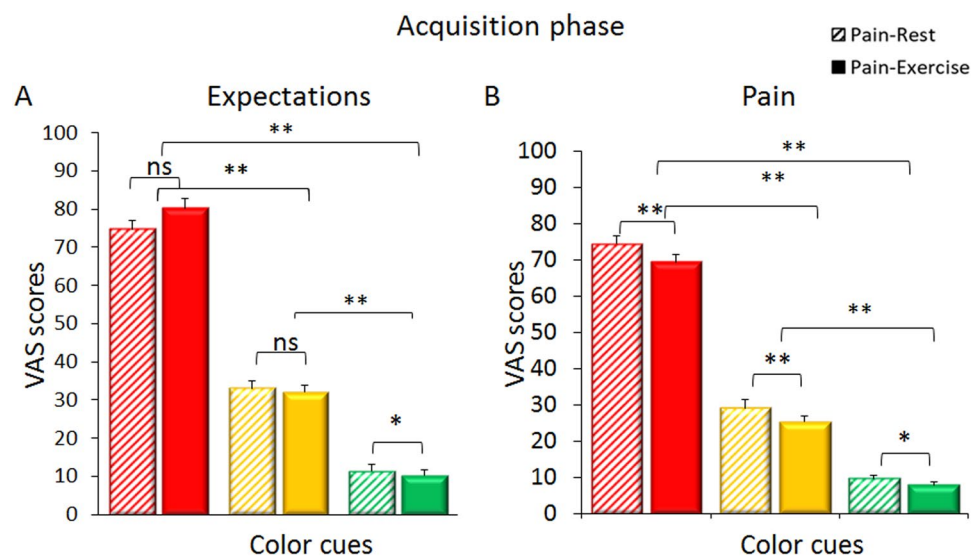 Acquisition phase
Pain-Rest
Pain-Exercise
A
Expectations
VAS scores
100
90
80
70
60
50
40
30
20
10
0
**
ns
**
**
ns
*
Color cues
B
Pain
VAS scores
100
90
80
70
60
50
40
30
20
10
0
**
**
**
**
**
*
Color cues